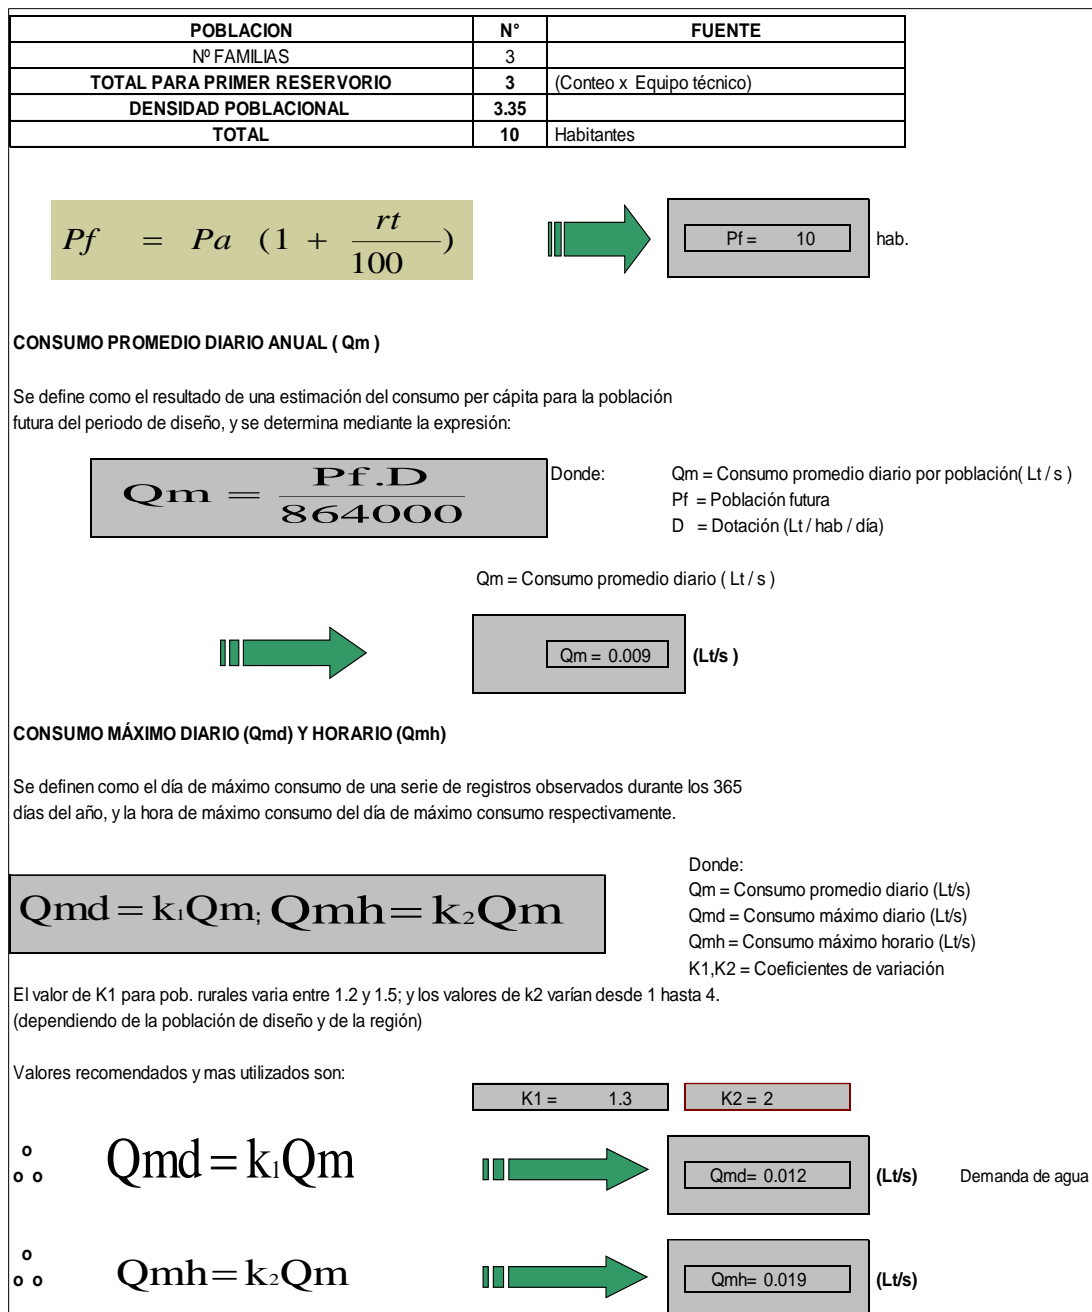 POBLACION N° FUENTE
Nº FAMILIAS 3
TOTAL PARA PRIMER RESERVORIO 3 (Conteo x Equipo técnico)
DENSIDAD POBLACIONAL 3.35
TOTAL 10 Habitantes
Pf = Pa (1 + rt/100)
Pf = 10 hab.
CONSUMO PROMEDIO DIARIO ANUAL ( Qm )
Se define como el resultado de una estimación del consumo per cápita para la población
futura del periodo de diseño, y se determina mediante la expresión:
Qm = Pf.D/864000
Donde: Qm = Consumo promedio diario por población( Lt / s )
Pf = Población futura
D = Dotación (Lt / hab / día)
Qm = Consumo promedio diario ( Lt / s )
Qm = 0.009 (Lt/s )
CONSUMO MÁXIMO DIARIO (Qmd) Y HORARIO (Qmh)
Se definen como el día de máximo consumo de una serie de registros observados durante los 365
días del año, y la hora de máximo consumo del día de máximo consumo respectivamente.
Qmd = k₁Qm; Qmh = k₂Qm
Donde:
Qm = Consumo promedio diario (Lt/s)
Qmd = Consumo máximo diario (Lt/s)
Qmh = Consumo máximo horario (Lt/s)
K1,K2 = Coeficientes de variación
El valor de K1 para pob. rurales varia entre 1.2 y 1.5; y los valores de k2 varían desde 1 hasta 4.
(dependiendo de la población de diseño y de la región)
Valores recomendados y mas utilizados son:
K1 = 1.3 K2 = 2
o
o o
Qmd = k₁Qm
Qmd= 0.012 (Lt/s) Demanda de agua
o
o o
Qmh = k₂Qm
Qmh= 0.019 (Lt/s)